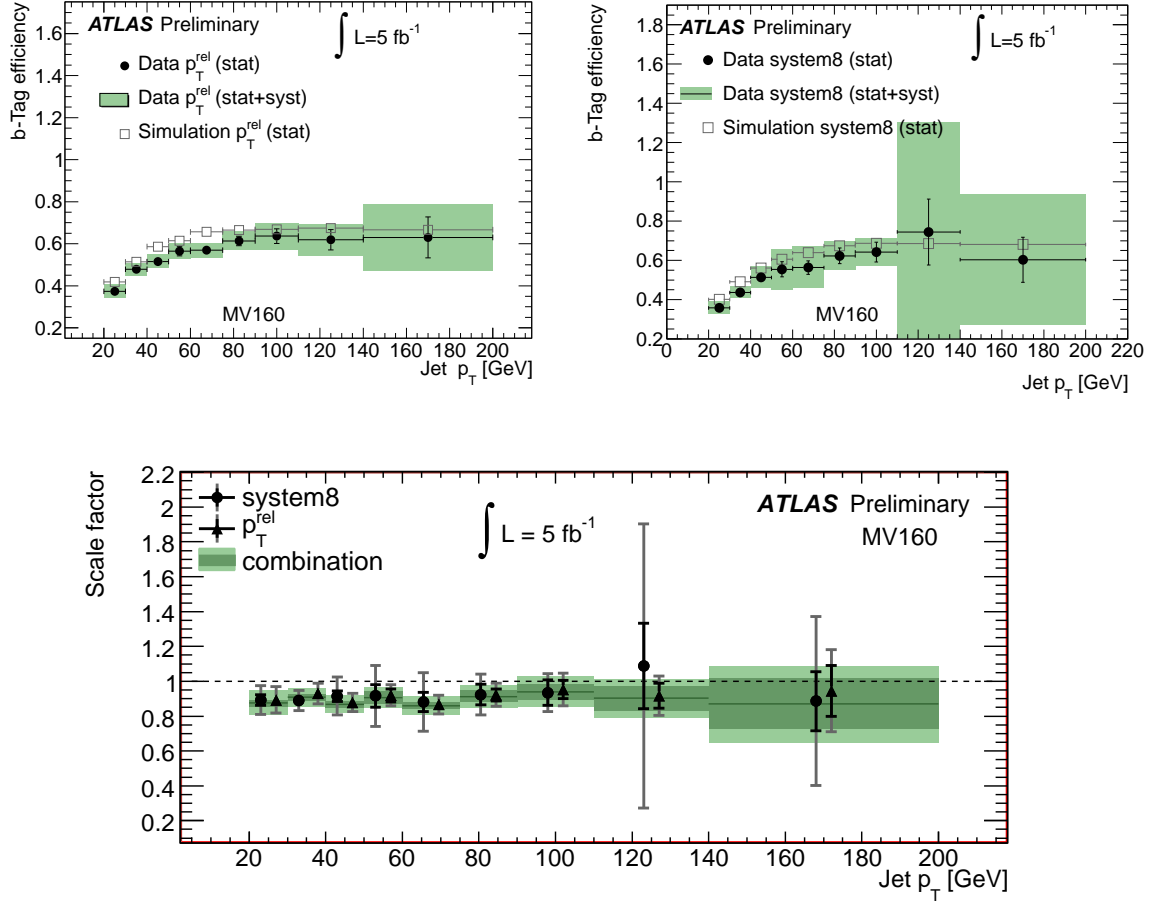 ATLAS Preliminary
∫ L=5 fb⁻¹
Data p_T^rel (stat)
Data p_T^rel (stat+syst)
Simulation p_T^rel (stat)
b-Tag efficiency
1.6
1.4
1.2
1
0.8
0.6
0.4
0.2
MV160
20 40 60 80 100 120 140 160 180 200
Jet p_T [GeV]
ATLAS Preliminary
∫ L=5 fb⁻¹
Data system8 (stat)
Data system8 (stat+syst)
Simulation system8 (stat)
b-Tag efficiency
1.8
1.6
1.4
1.2
1
0.8
0.6
0.4
0.2
MV160
0 20 40 60 80 100 120 140 160 180 200 220
Jet p_T [GeV]
Scale factor
2.2
2
1.8
1.6
1.4
1.2
1
0.8
0.6
0.4
0.2
system8
p_T^rel
combination
∫ L = 5 fb⁻¹
ATLAS Preliminary
MV160
20 40 60 80 100 120 140 160 180 200
Jet p_T [GeV]